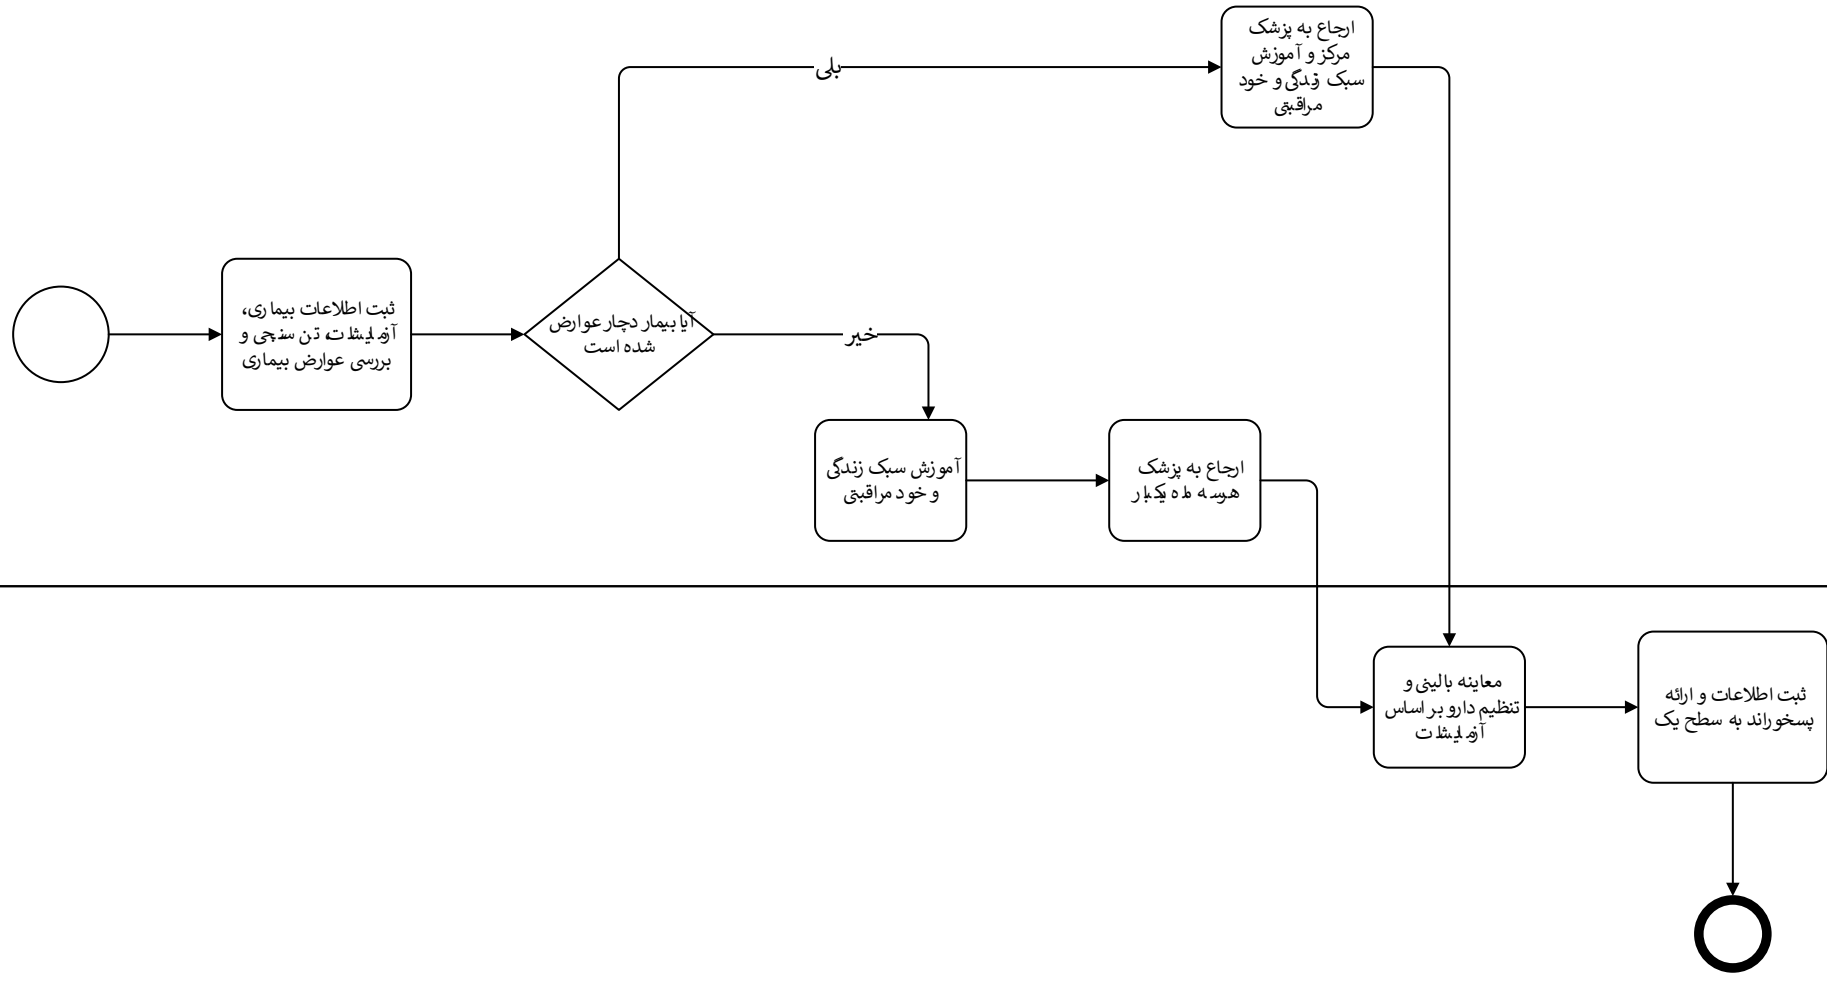 ارجاع به پزشک
مرکز و آموزش
سبک زندگی و خود
مراقبتی
بلی
ثبت اطلاعات بیماری،
آزمایشات، تن سنجی و
بررسی عوارض بیماری
آیا بیمار دچار عوارض
شده است
خیر
آموزش سبک زندگی
و خود مراقبتی
ارجاع به پزشک
هر سه ماه یکبار
معاینه بالینی و
تنظیم دارو بر اساس
آزمایشات
ثبت اطلاعات و ارائه
پسخوراند به سطح یک